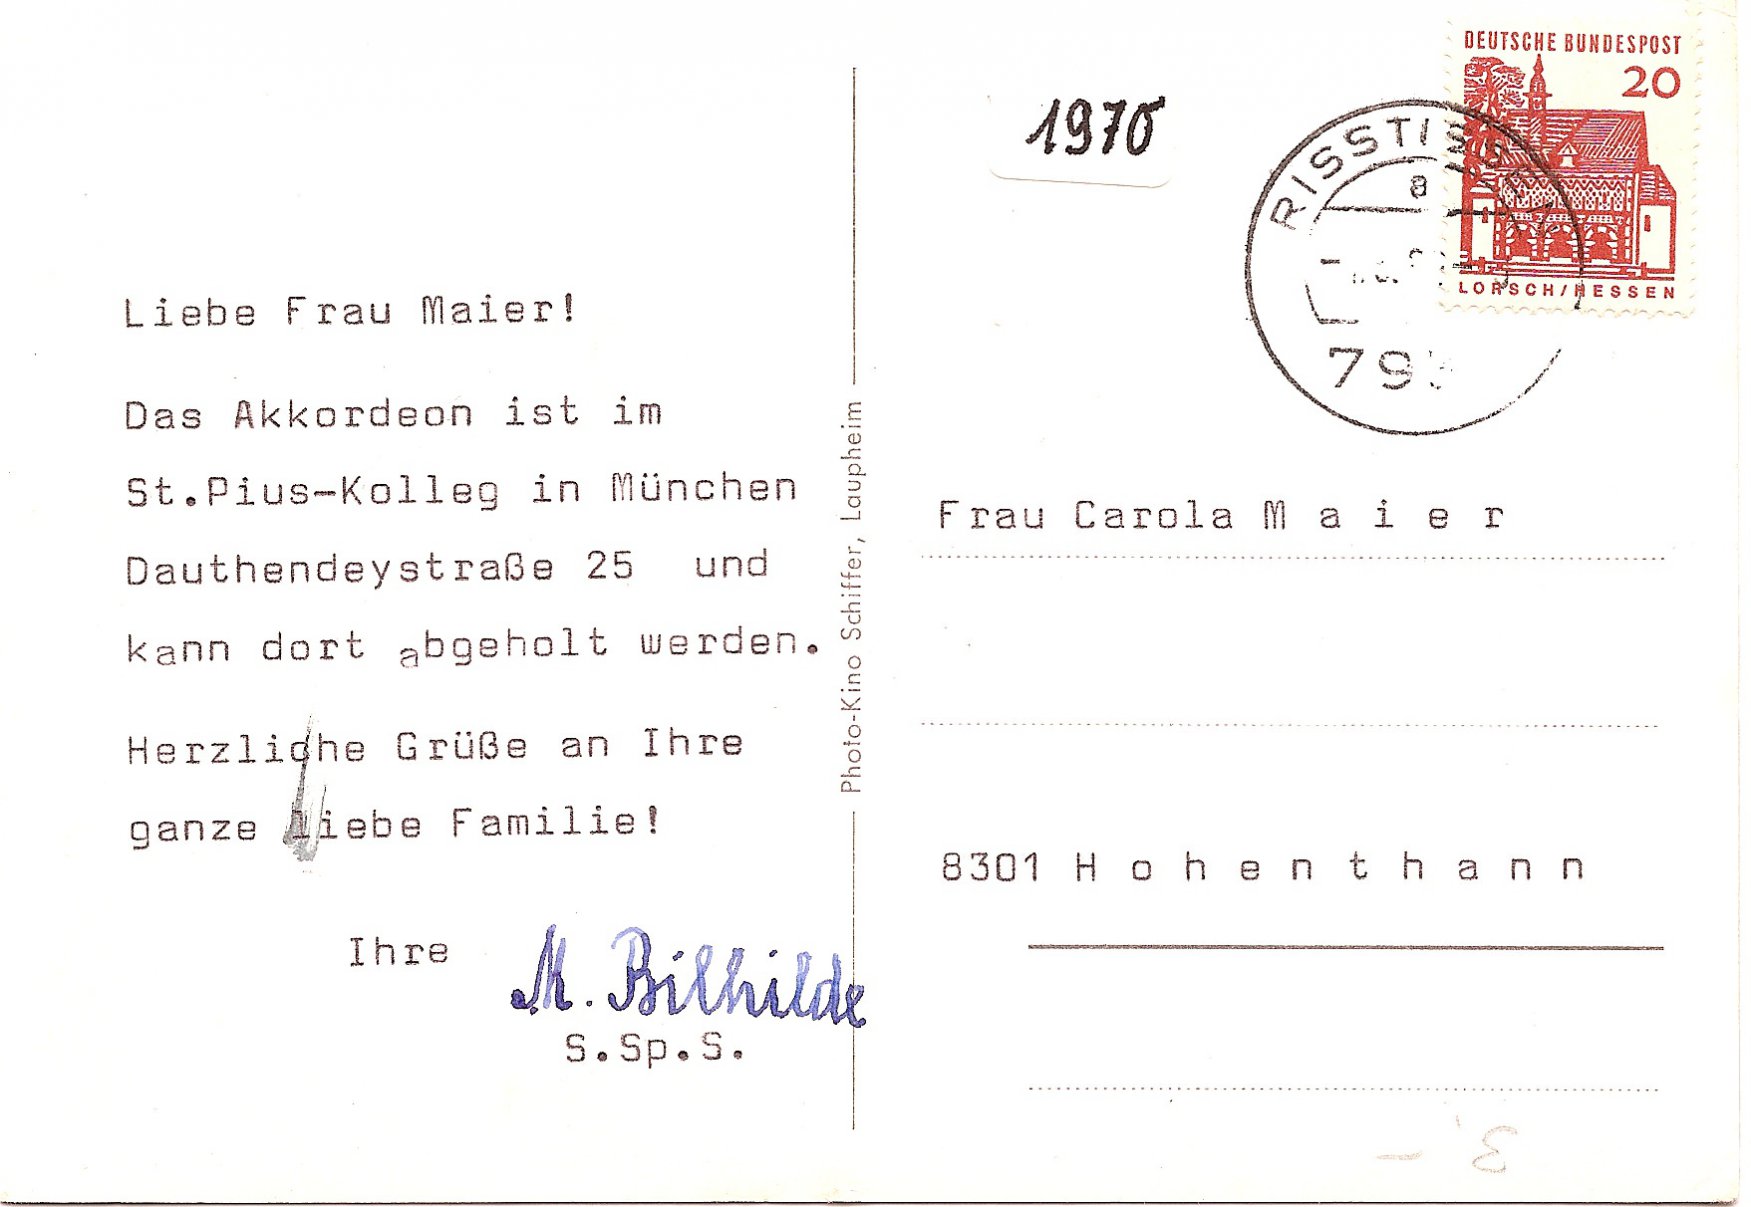 Liebe Frau Maier!
Das Akkordeon ist im
St.Pius-Kolleg in München
Dauthendeystraße 25 und
kann dort abgeholt werden.
Herzliche Grüße an Ihre
ganze liebe Familie!
Ihre
M. Bilhilde
S.Sp.S.
Photo-Kino Schiffer, Laupheim
1970
DEUTSCHE BUNDESPOST
20
LORSCH/HESSEN
RISSTISSEN
a
Frau Carola M a i e r
8301 H o h e n t h a n n